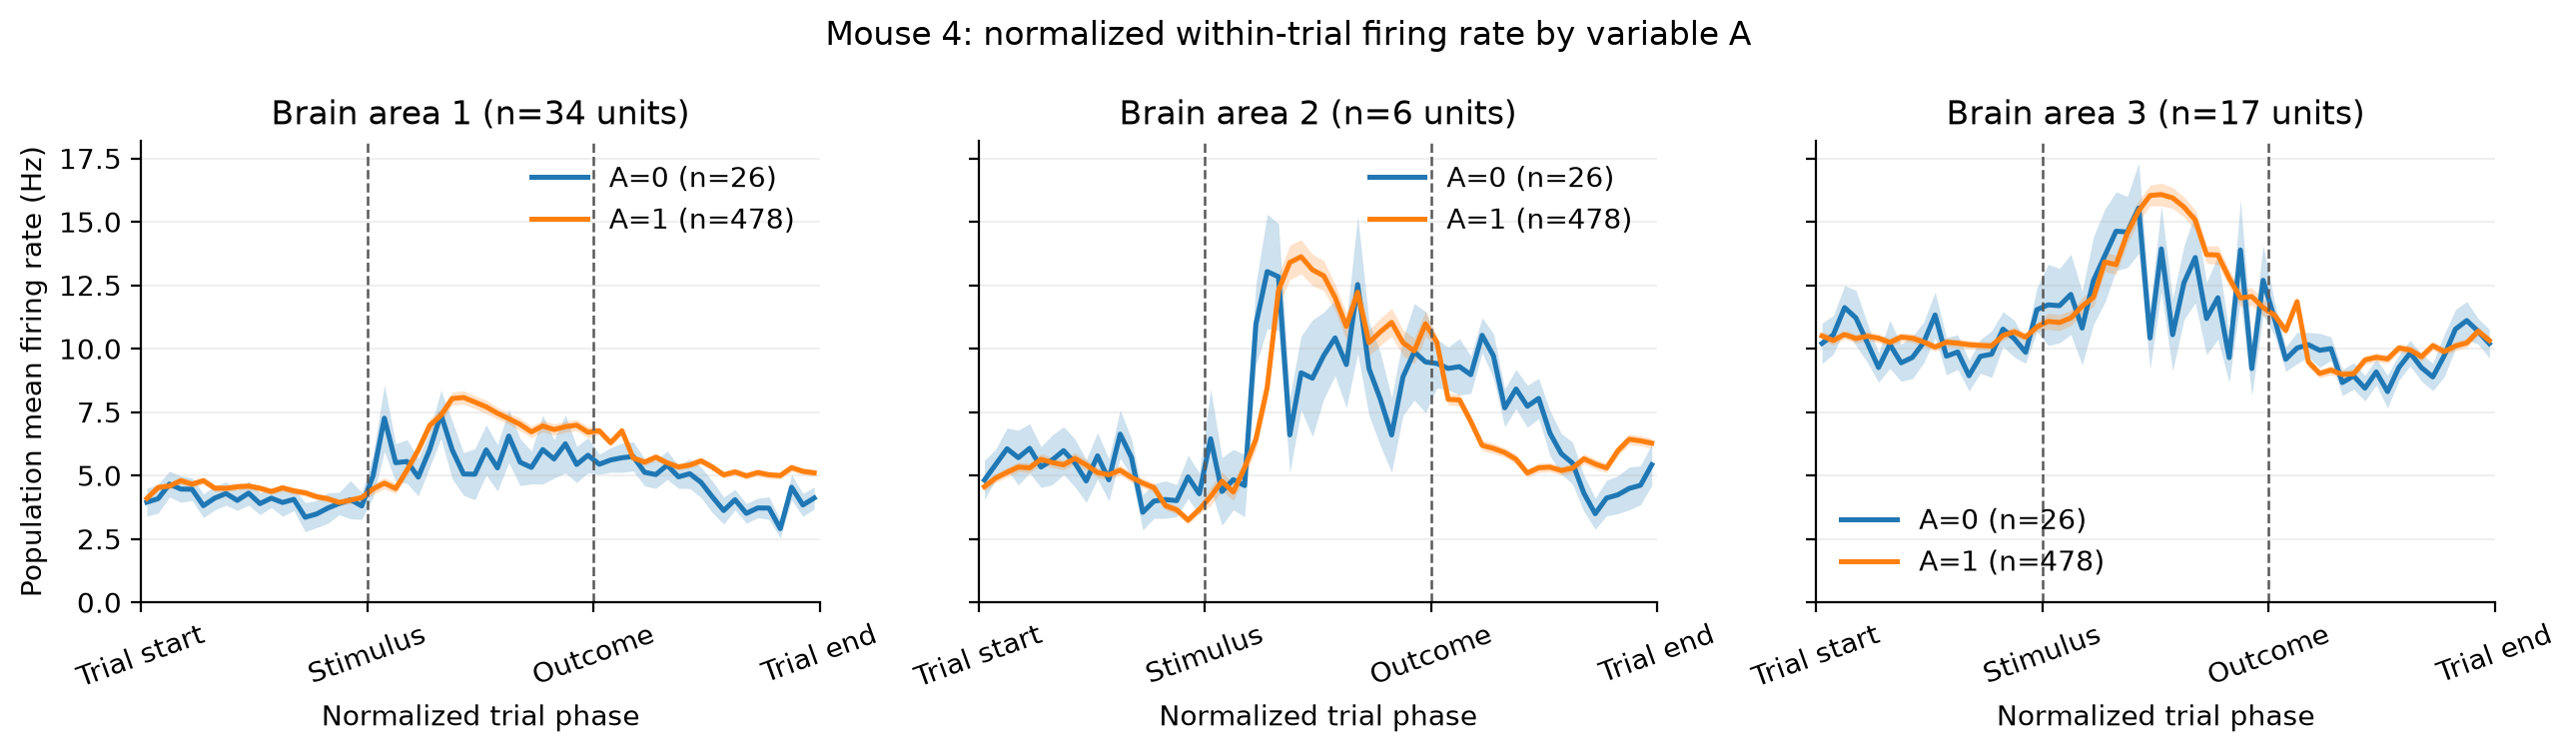 Mouse 4: normalized within-trial firing rate by variable A
Brain area 1 (n=34 units)
Population mean firing rate (Hz)
17.5
15.0
12.5
10.0
7.5
5.0
2.5
0.0
A=0 (n=26)
A=1 (n=478)
Trial start
Stimulus
Outcome
Trial end
Normalized trial phase
Brain area 2 (n=6 units)
A=0 (n=26)
A=1 (n=478)
Trial start
Stimulus
Outcome
Trial end
Normalized trial phase
Brain area 3 (n=17 units)
A=0 (n=26)
A=1 (n=478)
Trial start
Stimulus
Outcome
Trial end
Normalized trial phase